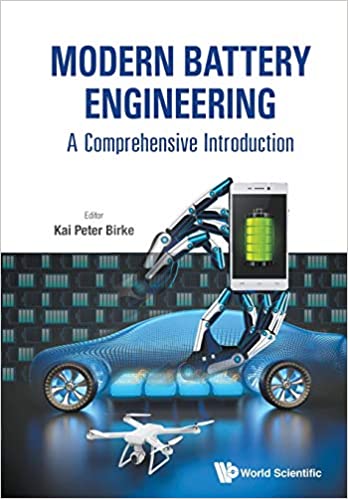 MODERN BATTERY
ENGINEERING
A Comprehensive Introduction
Editor
Kai Peter Birke
World Scientific